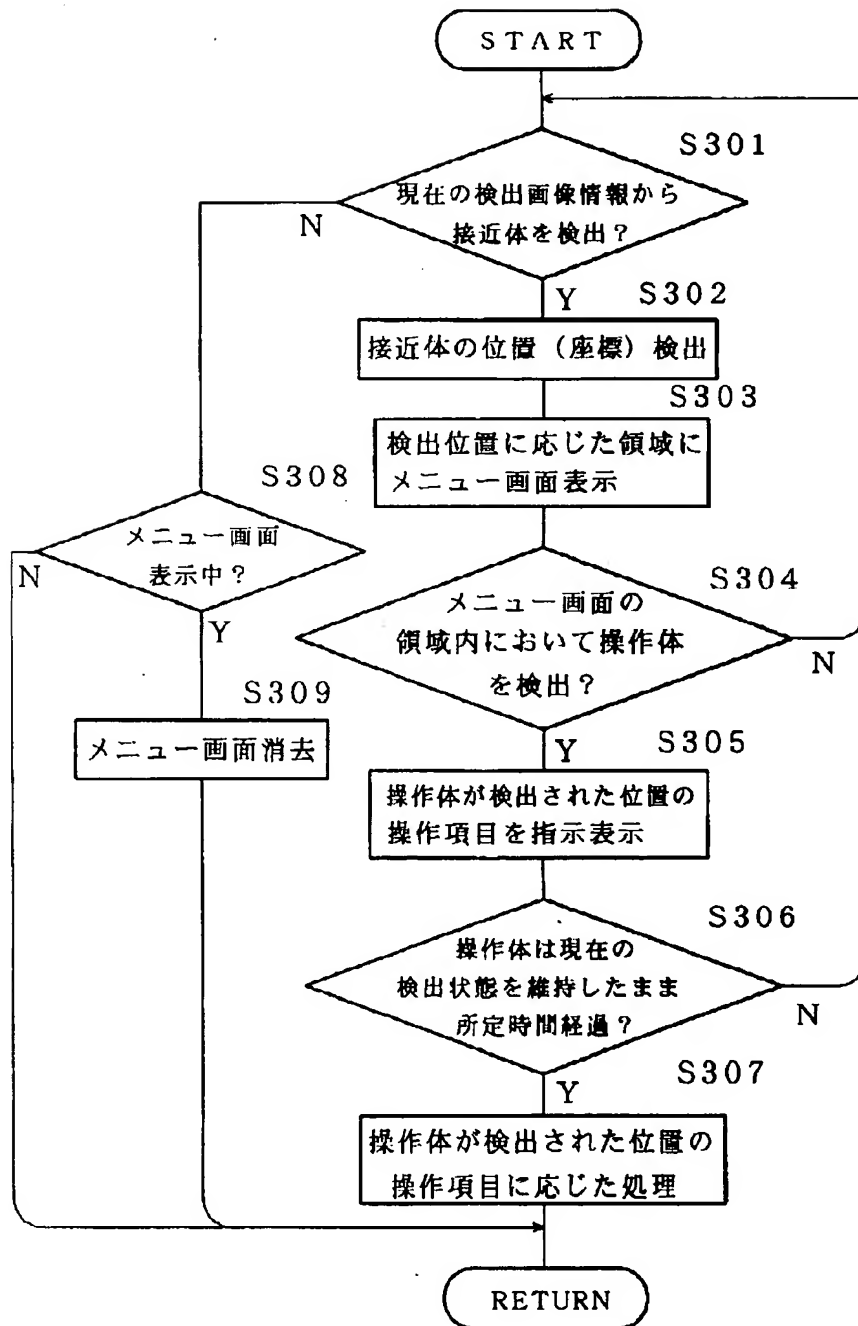 START
S301
現在の検出画像情報から
接近体を検出?
N
Y
S302
接近体の位置(座標)検出
S303
検出位置に応じた領域に
メニュー画面表示
S308
メニュー画面
表示中?
N
Y
S304
メニュー画面の
領域内において操作体
を検出?
N
Y
S309
メニュー画面消去
S305
操作体が検出された位置の
操作項目を指示表示
S306
操作体は現在の
検出状態を維持したまま
所定時間経過?
N
Y
S307
操作体が検出された位置の
操作項目に応じた処理
RETURN